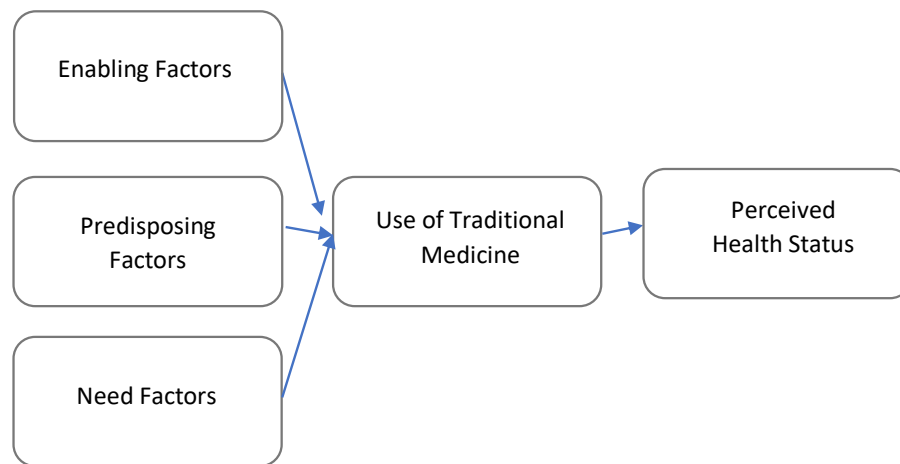 Enabling Factors
Predisposing
Factors
Need Factors
Use of Traditional
Medicine
Perceived
Health Status